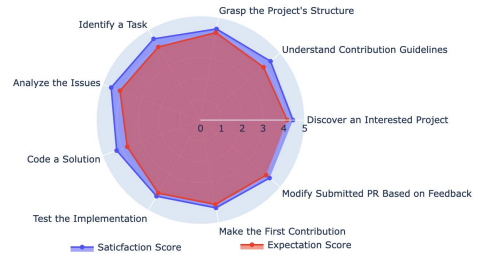 Grasp the Project's Structure
Identify a Task
Understand Contribution Guidelines
Analyze the Issues
0 1 2 3 4 5
Discover an Interested Project
Code a Solution
Modify Submitted PR Based on Feedback
Test the Implementation
Make the First Contribution
Saticfaction Score
Expectation Score